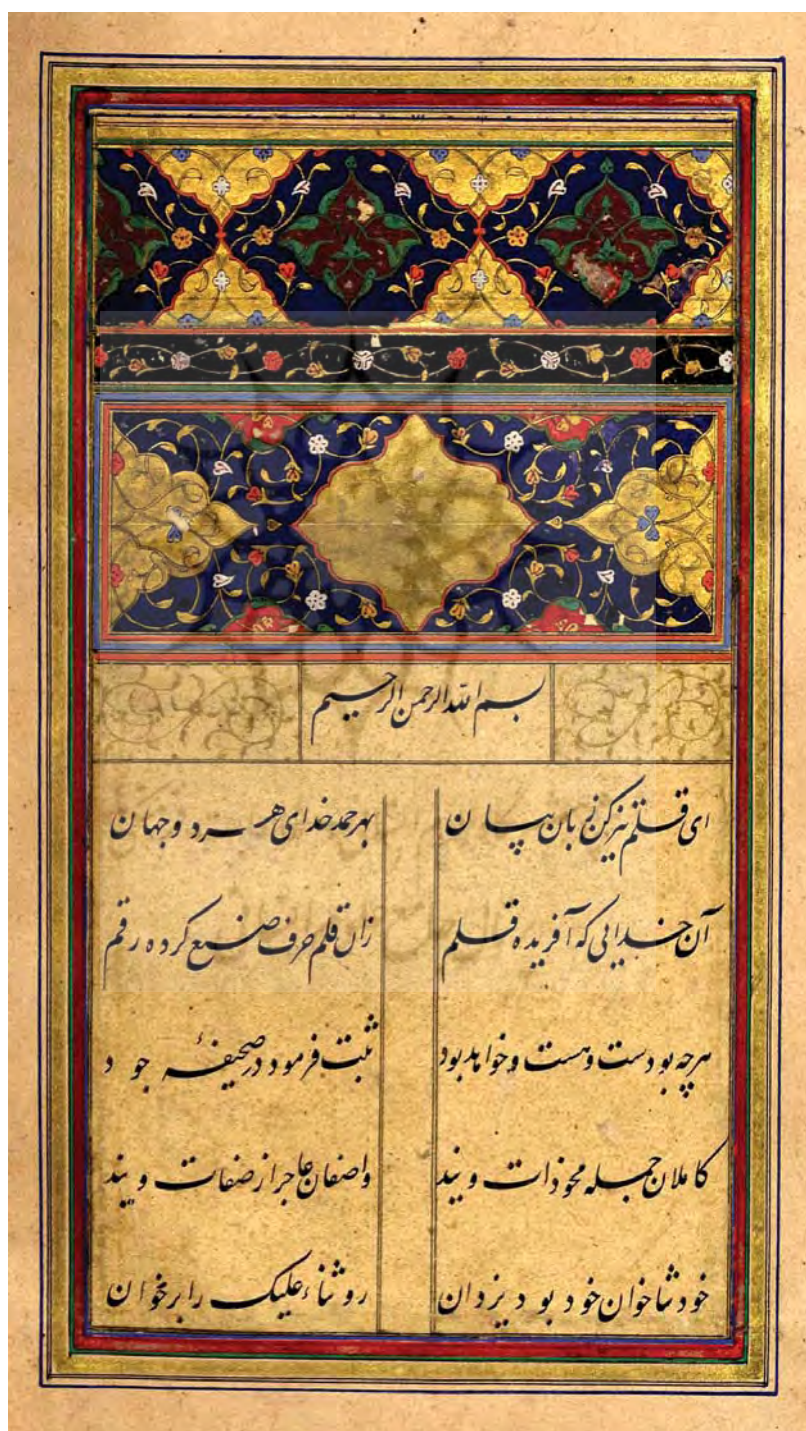 بسم الله الرحمن الرحیم
ای قلم تیز کن زبان بیان بهر حمد خدای هر دو جهان
آن خدایی که آفریده قلم زان قلم حرف صنع کرده رقم
هرچه بودست و هست و خواهد بود ثبت فرمود در صحیفهٔ جود
کاملان جمله محو ذات ویند واصفان عاجز از صفات ویند
خود ثناخوان خود بود یزدان رو ثناء علیک را برخوان